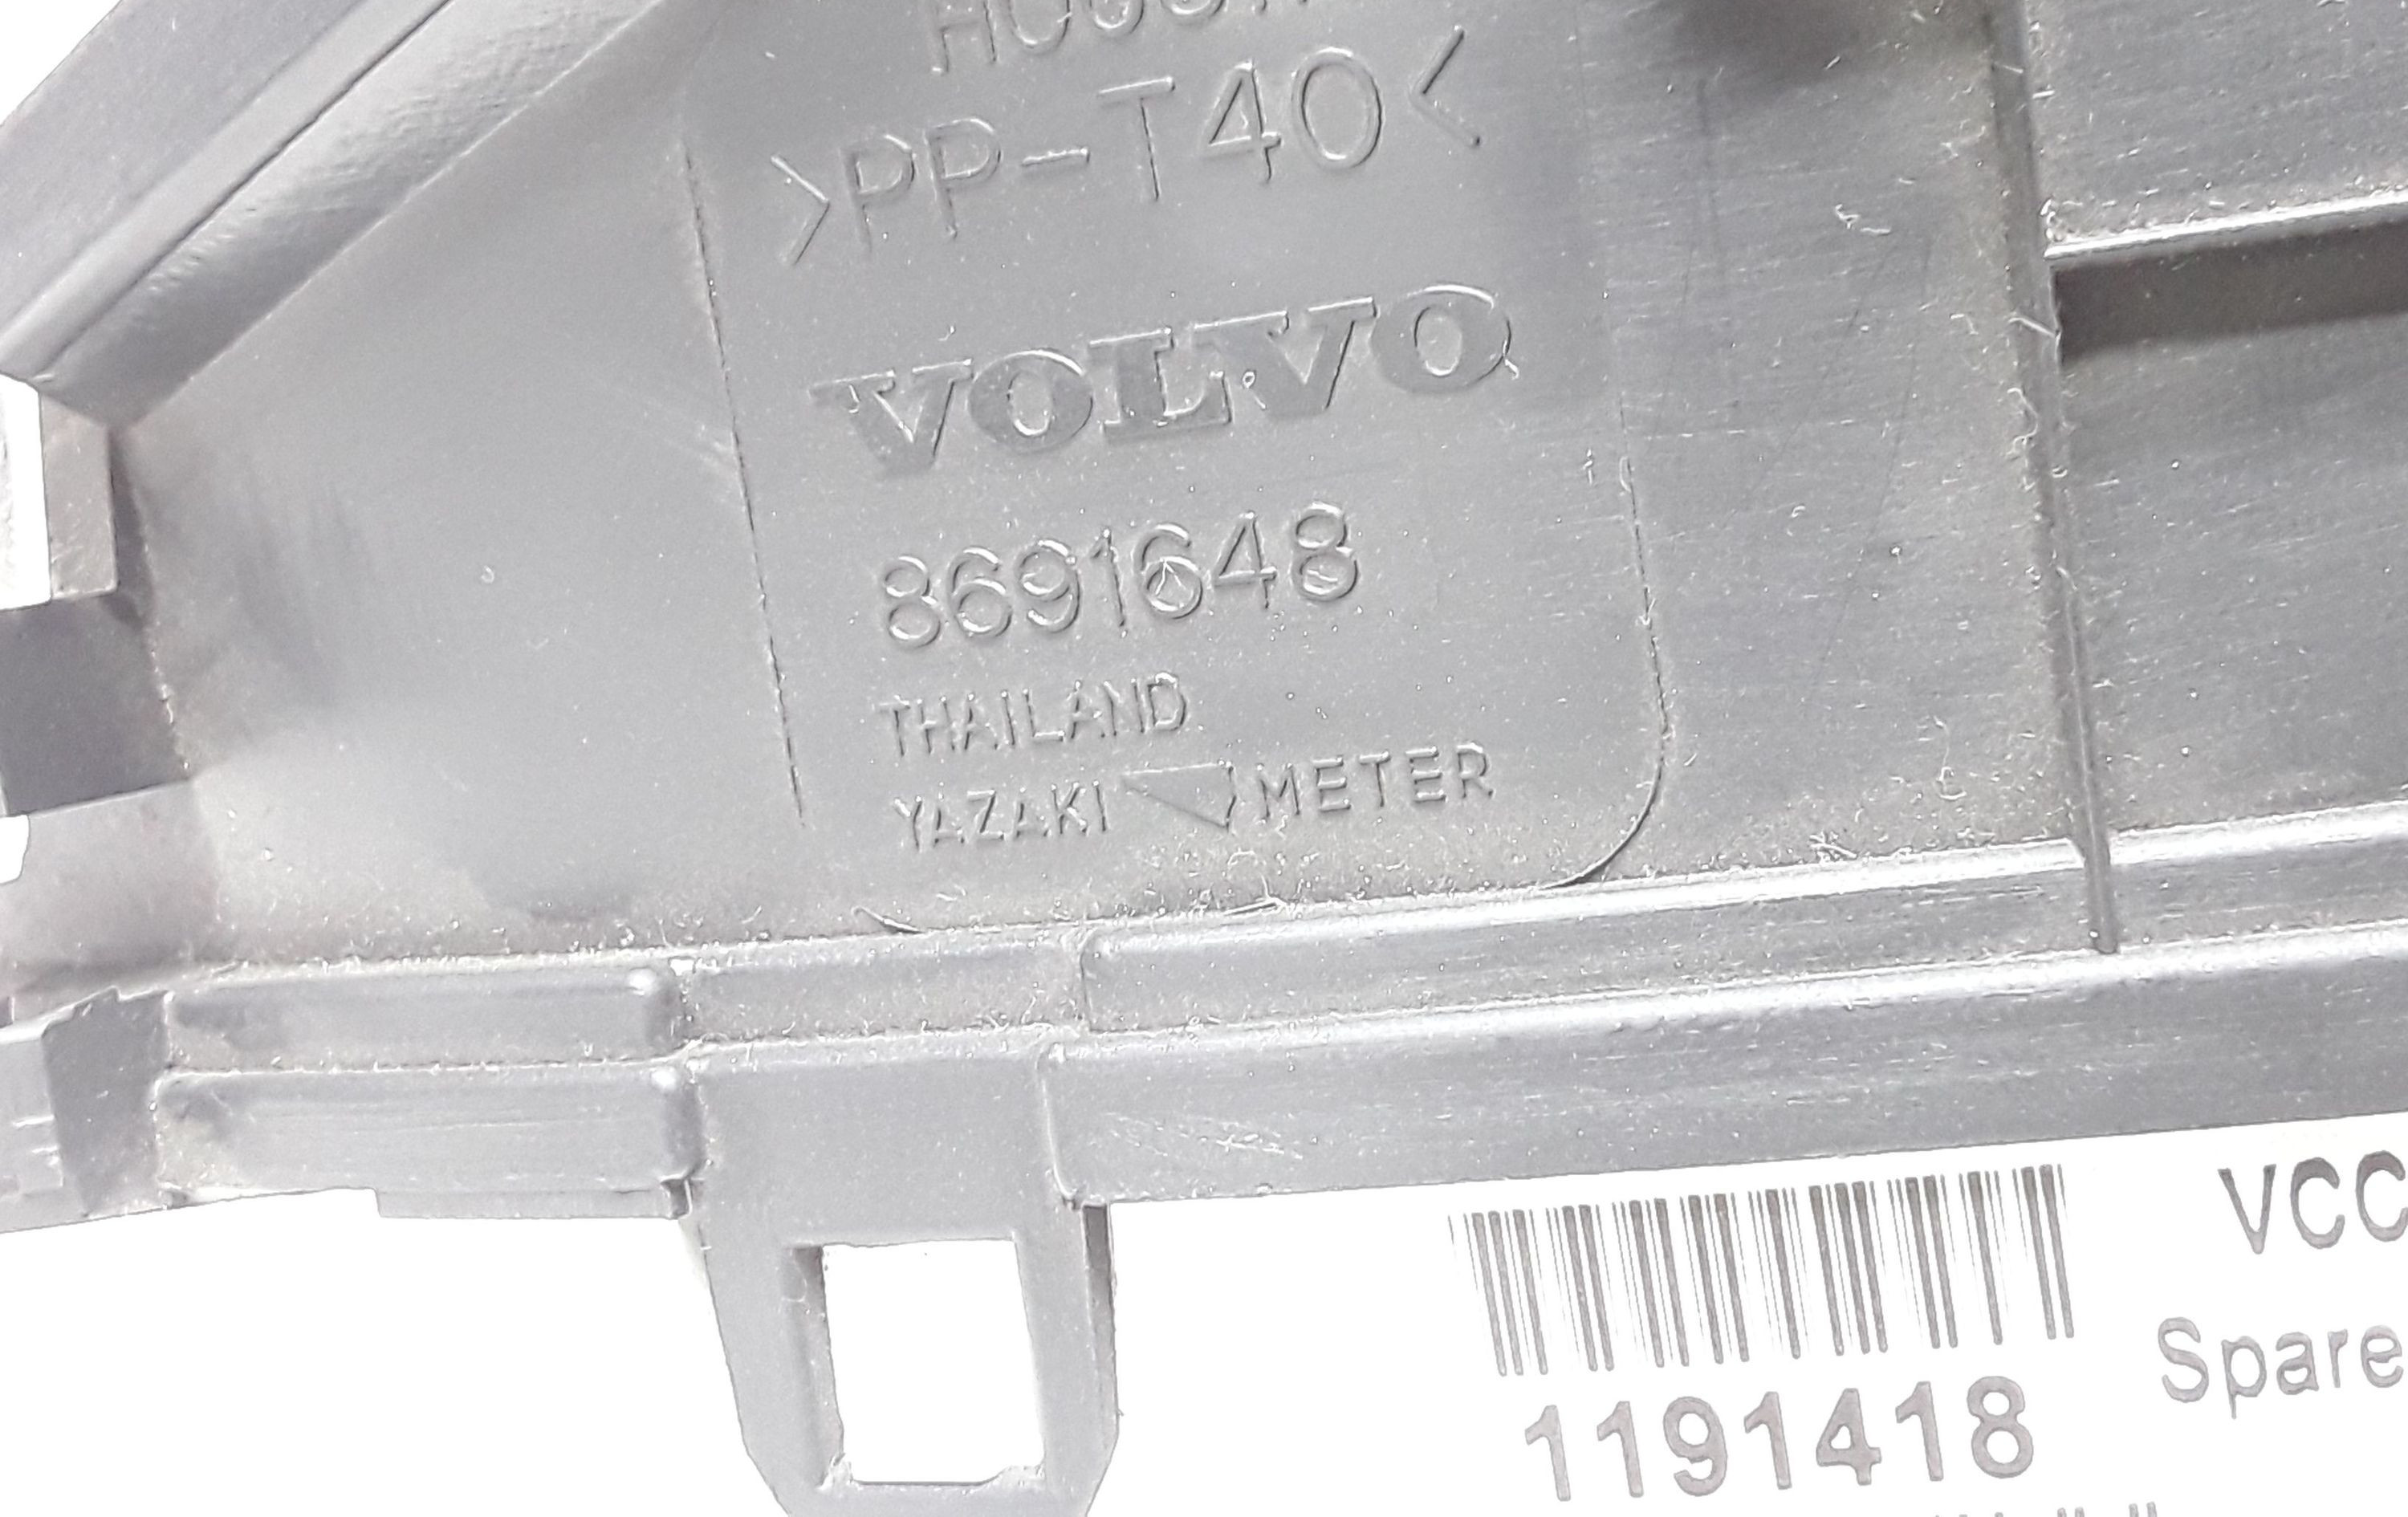 >PP-T40<
VOLVO
8691648
THAILAND
YAZAKI METER
VCC
Spare
1191418